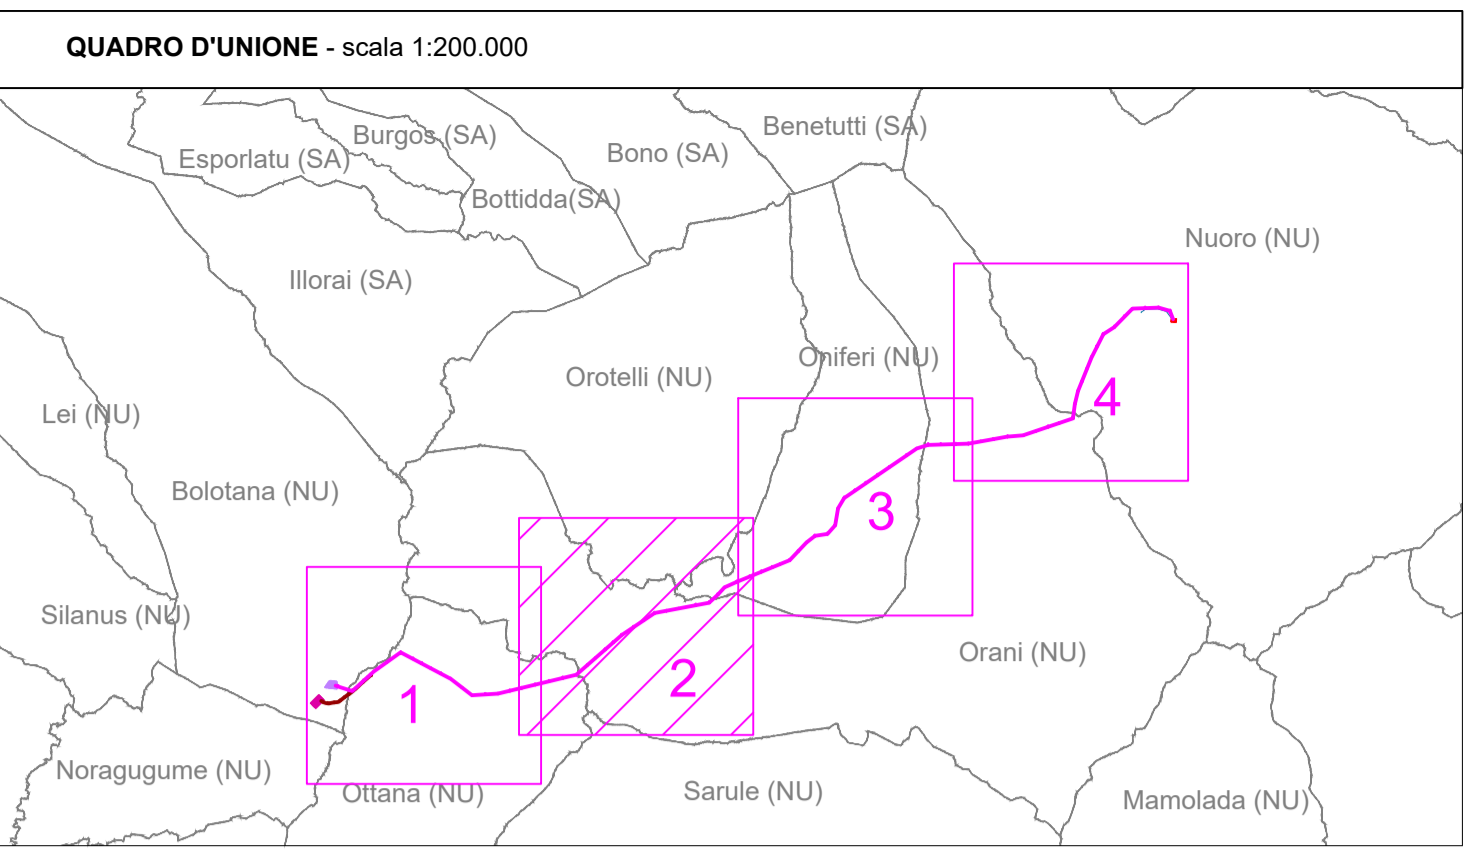 QUADRO D'UNIONE - scala 1:200.000
Benetutti (SA)
Burgos (SA)
Bono (SA)
Esporlatu (SA)
Bottidda(SA)
Nuoro (NU)
Illorai (SA)
Oniferi (NU)
Orotelli (NU)
4
Lei (NU)
Bolotana (NU)
3
Silanus (NU)
Orani (NU)
2
1
Noragugume (NU)
Ottana (NU)
Sarule (NU)
Mamolada (NU)